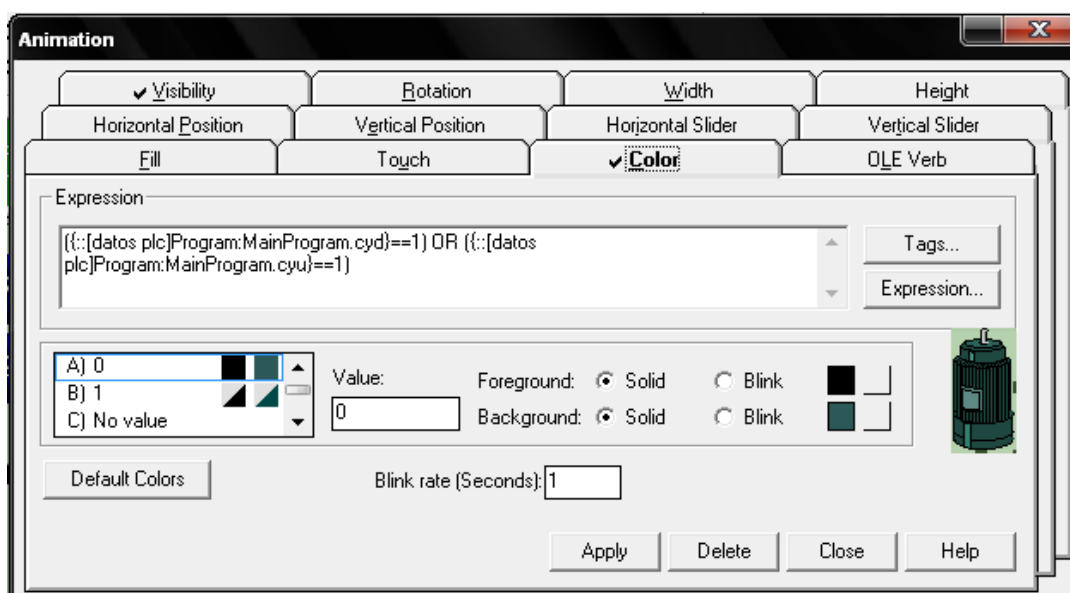 Animation
Visibility Rotation Width Height
Horizontal Position Vertical Position Horizontal Slider Vertical Slider
Fill Touch Color OLE Verb
Expression
({::[datos plc]Program:MainProgram.cyd}==1) OR ({::[datos
plc]Program:MainProgram.cyu}==1)
Tags...
Expression...
A) 0
B) 1
C) No value
Value:
0
Foreground: Solid Blink
Background: Solid Blink
Default Colors
Blink rate (Seconds): 1
Apply Delete Close Help